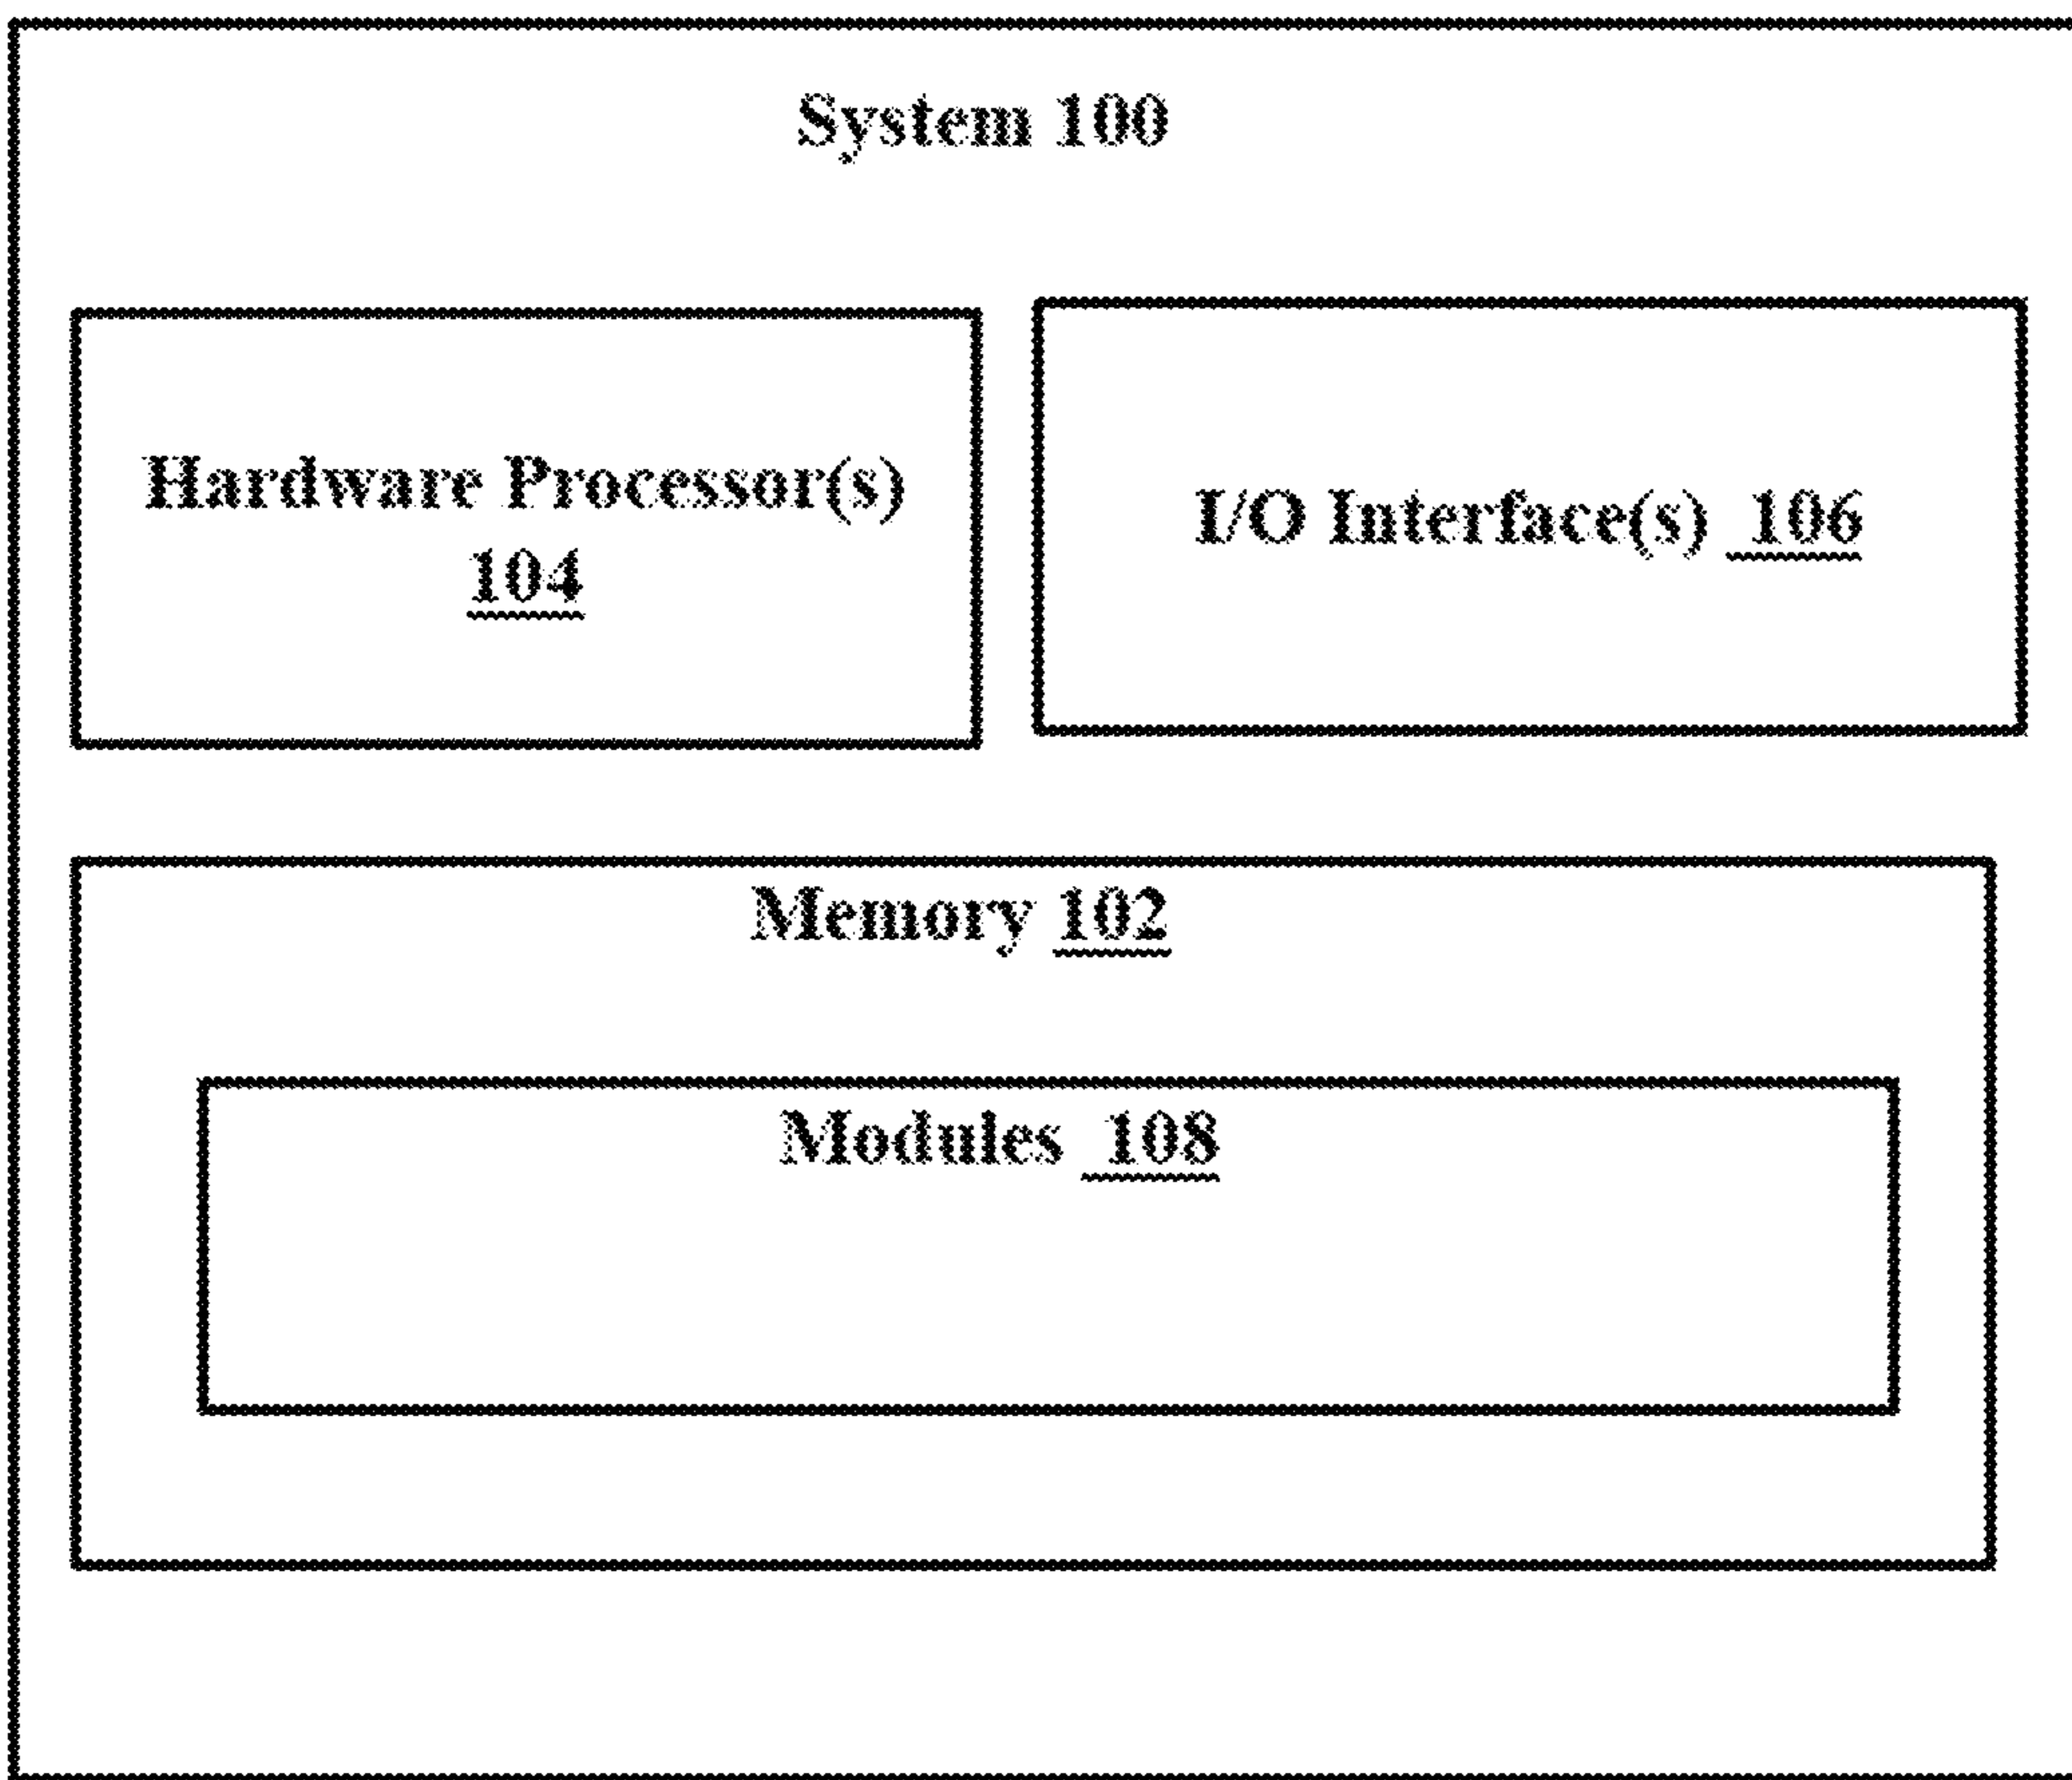 System 100
Hardware Processor(s)
104
I/O Interface(s) 106
Memory 102
Modules 108